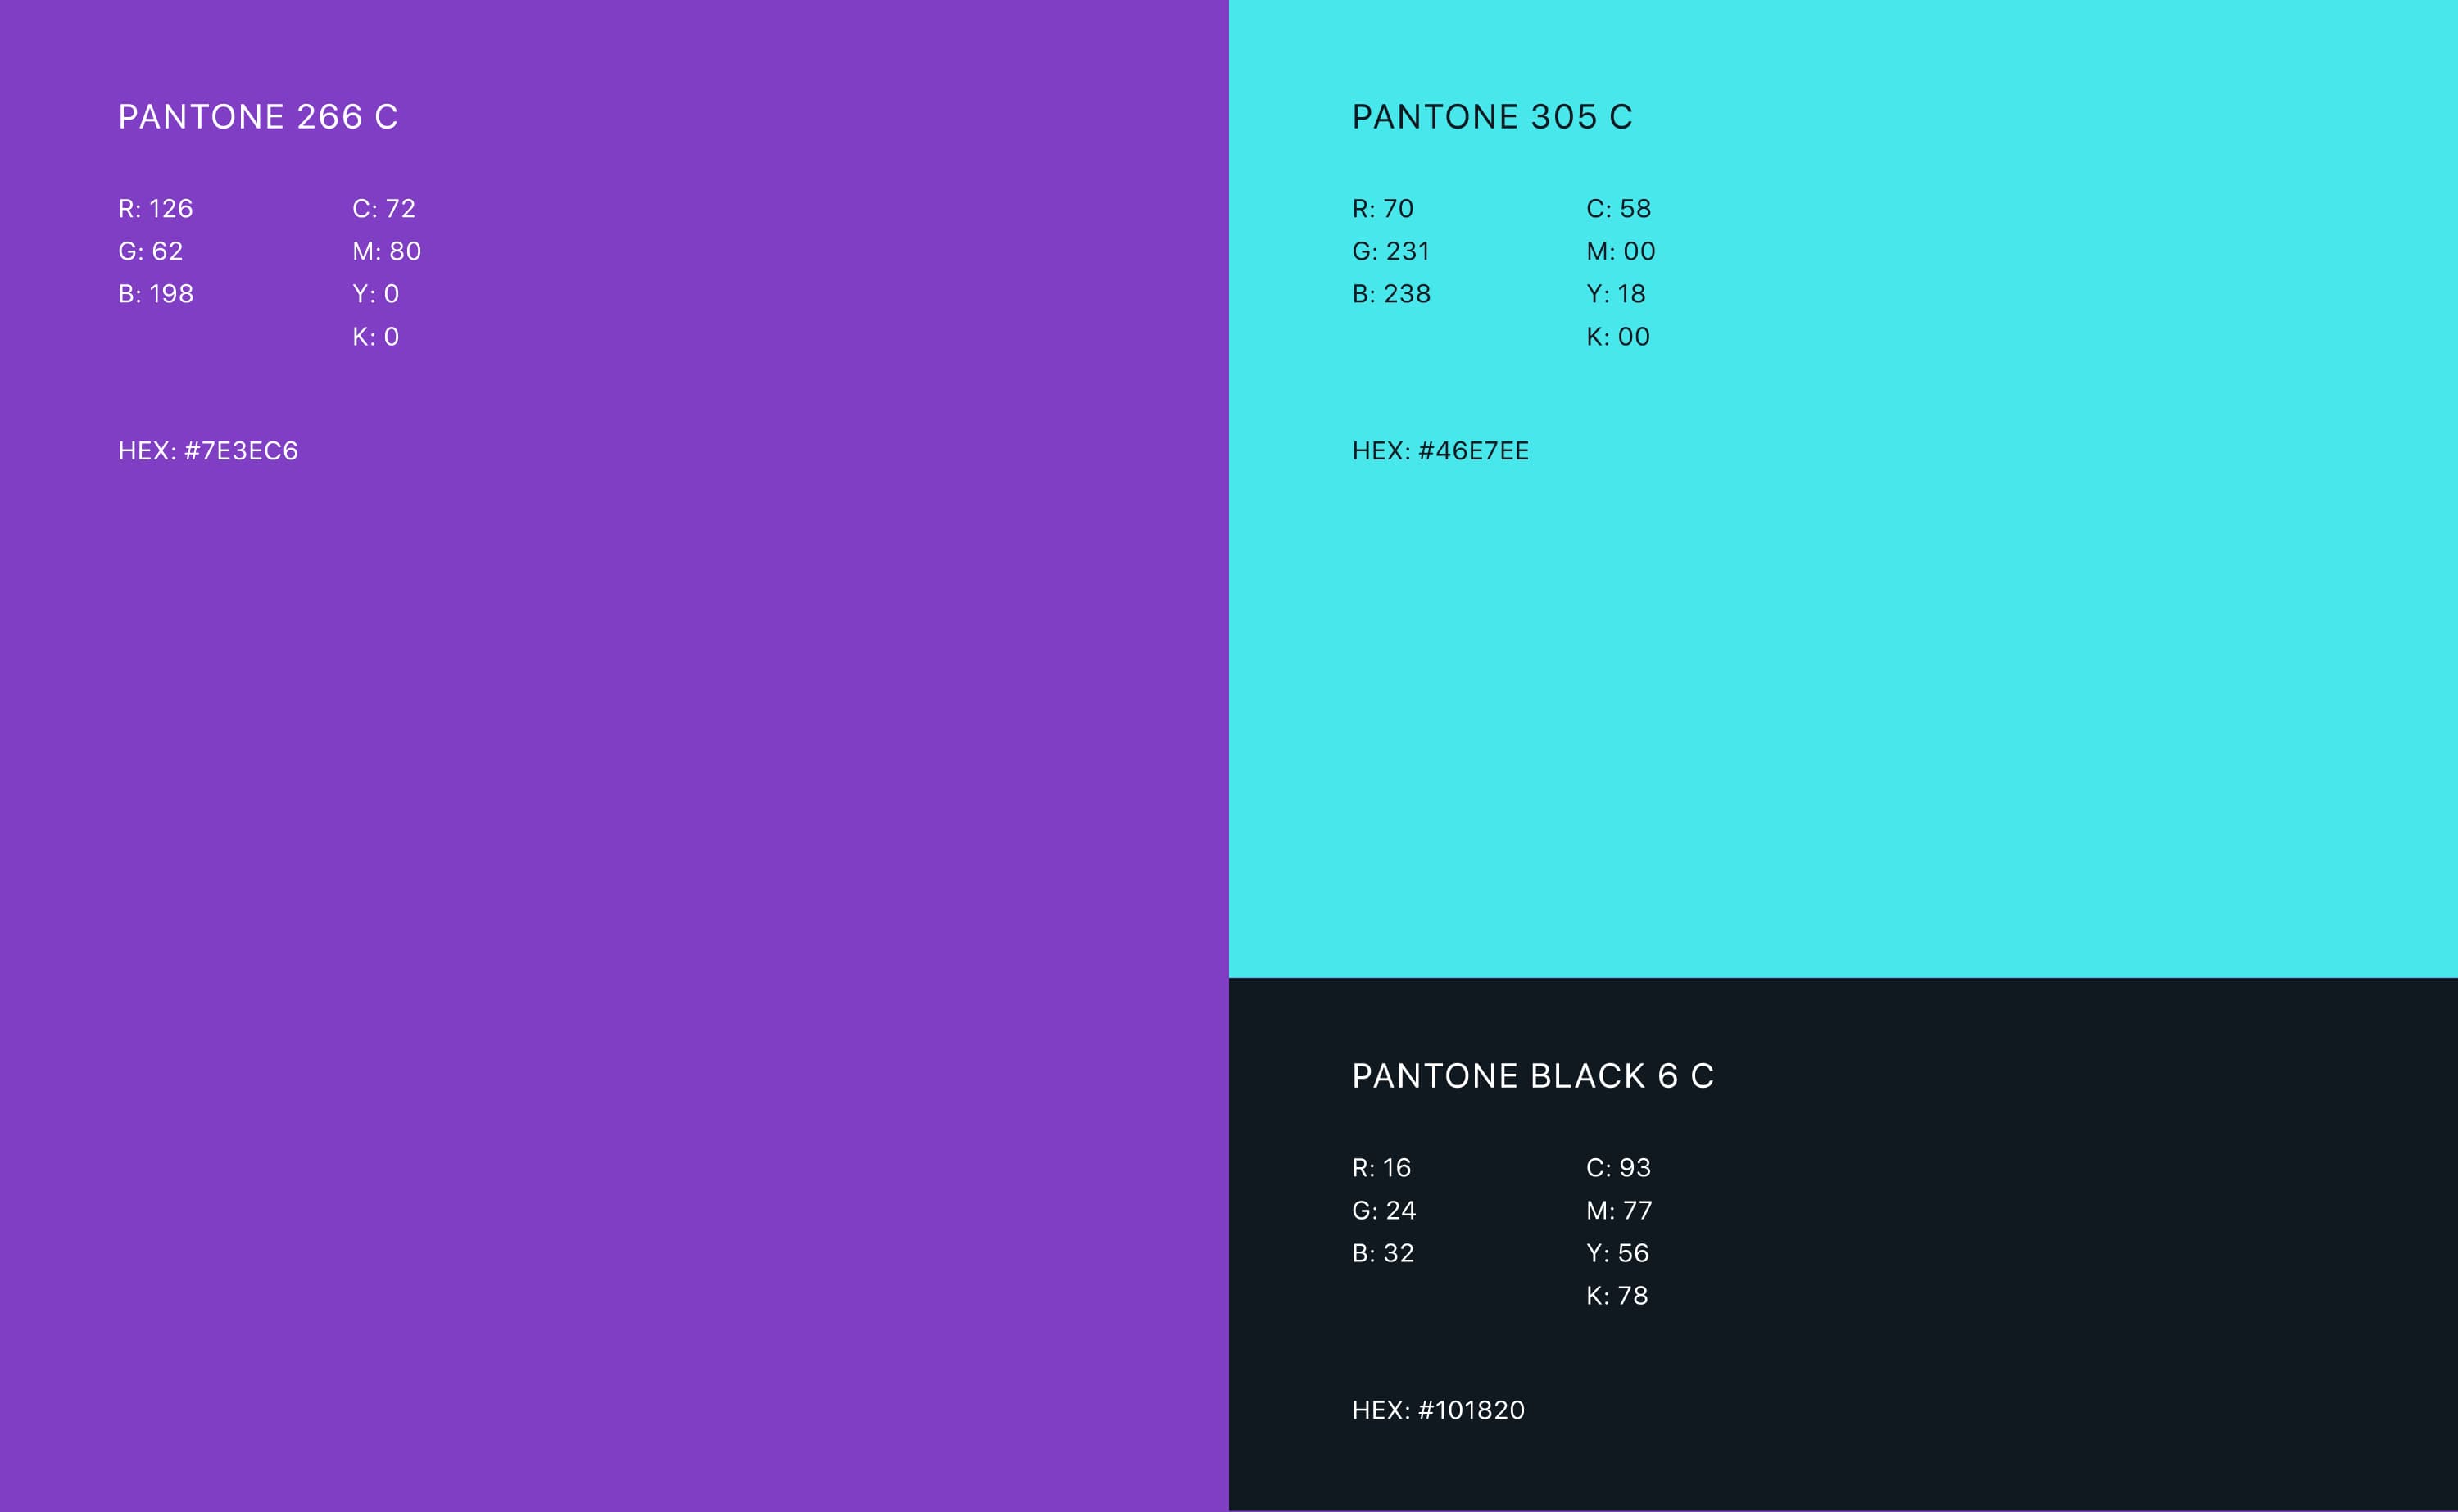 PANTONE 266 C
R: 126 C: 72
G: 62 M: 80
B: 198 Y: 0
K: 0
HEX: #7E3EC6
PANTONE 305 C
R: 70 C: 58
G: 231 M: 00
B: 238 Y: 18
K: 00
HEX: #46E7EE
PANTONE BLACK 6 C
R: 16 C: 93
G: 24 M: 77
B: 32 Y: 56
K: 78
HEX: #101820